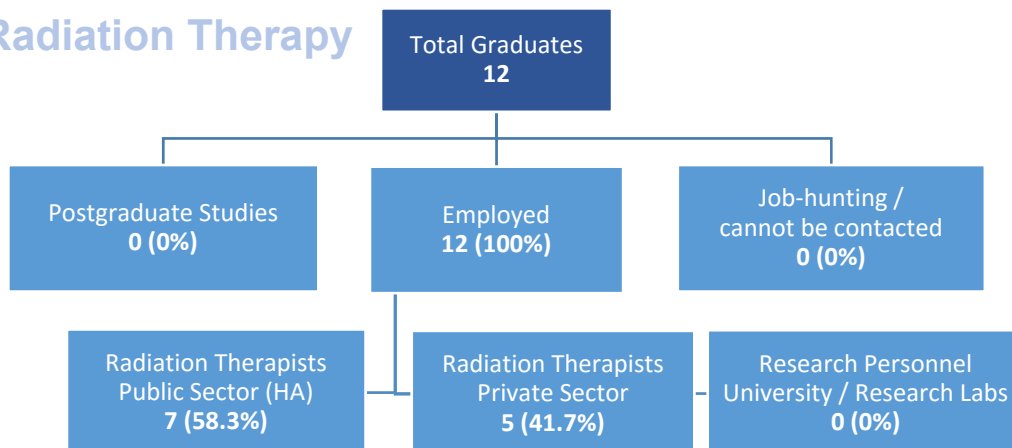 Radiation Therapy
Total Graduates
12
Postgraduate Studies
0 (0%)
Employed
12 (100%)
Job-hunting /
cannot be contacted
0 (0%)
Radiation Therapists
Public Sector (HA)
7 (58.3%)
Radiation Therapists
Private Sector
5 (41.7%)
Research Personnel
University / Research Labs
0 (0%)